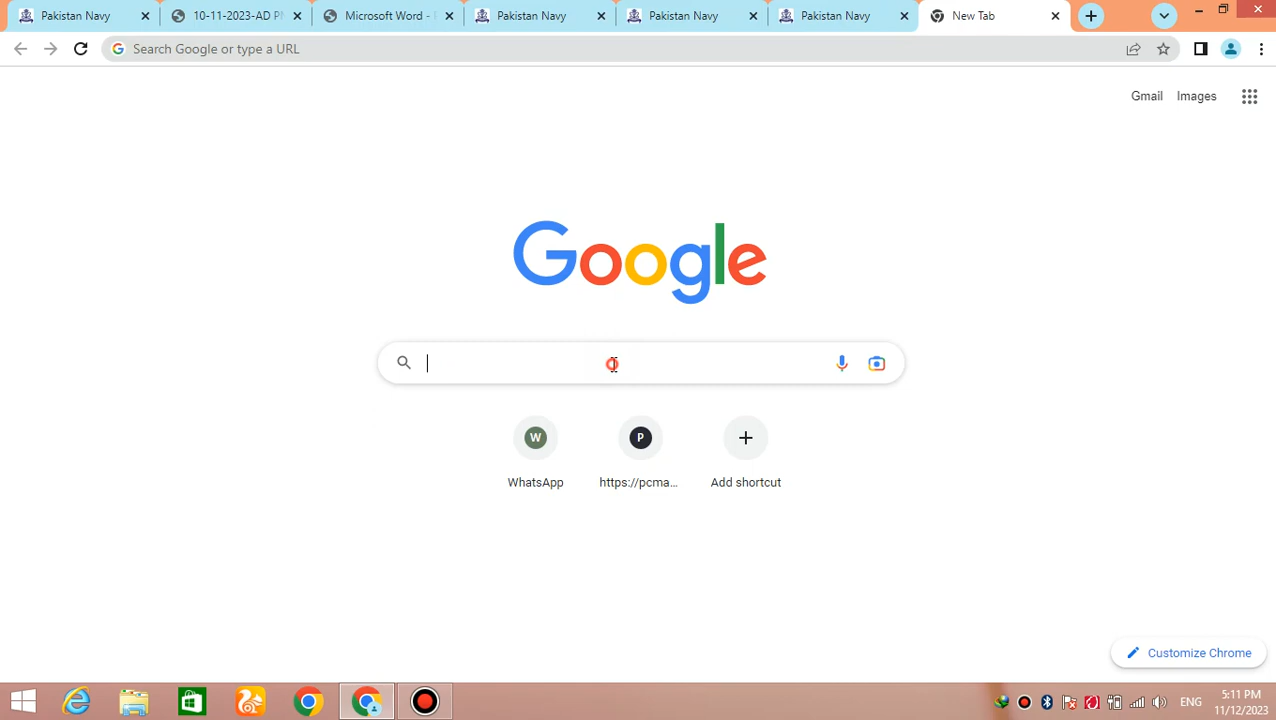 Pakistan Navy
10-11-2023-AD P
Microsoft Word -
Pakistan Navy
Pakistan Navy
Pakistan Navy
New Tab
Search Google or type a URL
Gmail
Images
Google
W
P
WhatsApp
https://pcma...
Add shortcut
Customize Chrome
ENG
5:11 PM
11/12/2023